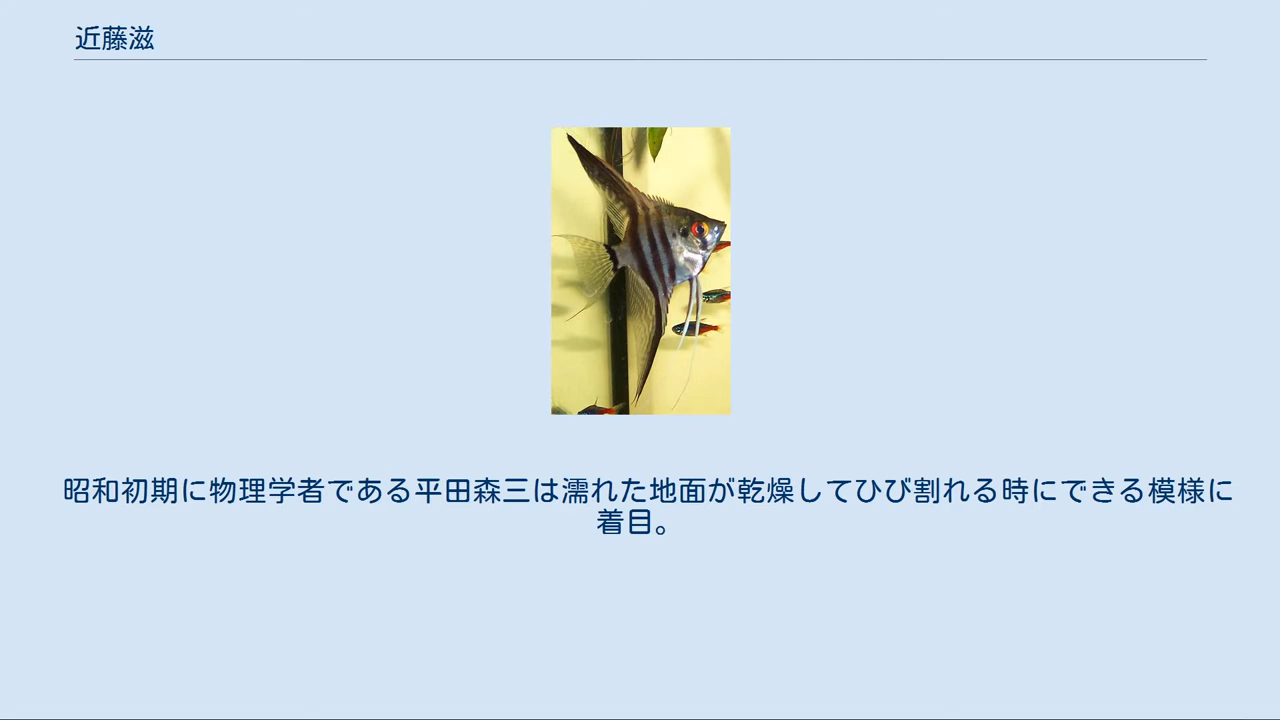 近藤滋
昭和初期に物理学者である平田森三は濡れた地面が乾燥してひび割れる時にできる模様に
着目。